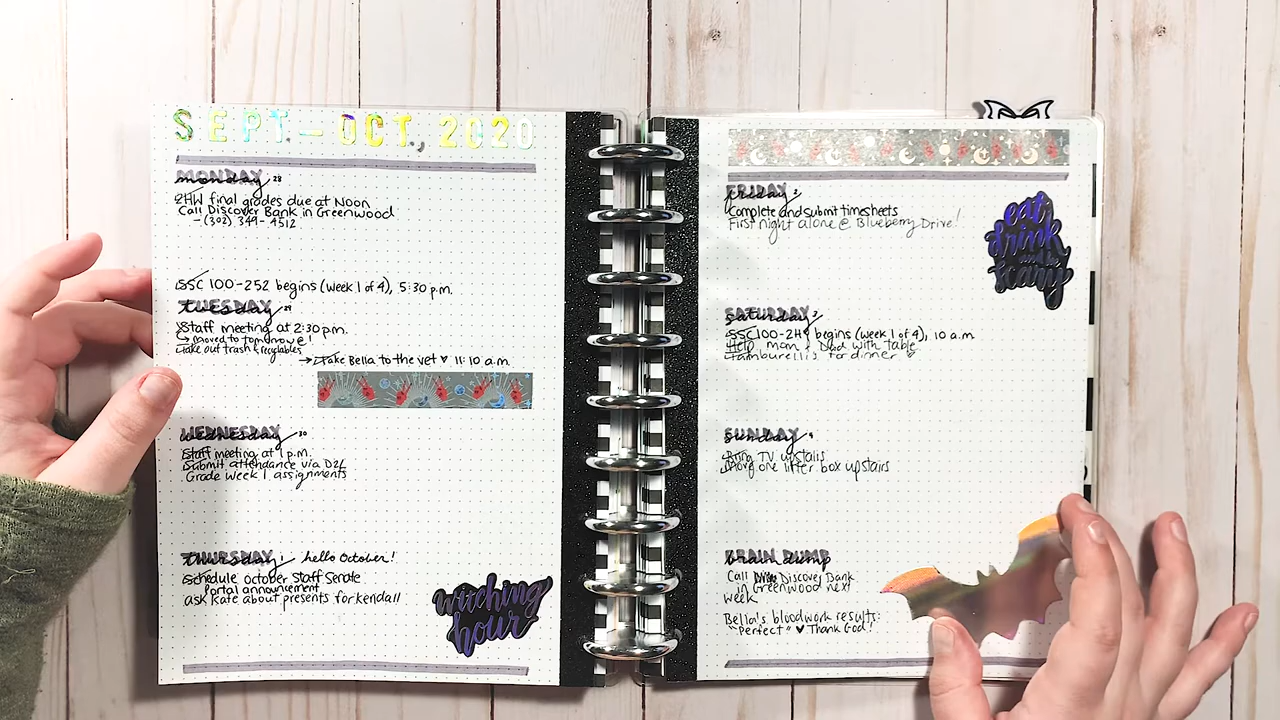 SEPT.-OCT. 2020
MONDAY 28
2HW final grades due at Noon
Call Discover Bank in Greenwood
- (302) 349-4512
SSC 100-252 begins (week 1 of 4), 5:30 p.m.
TUESDAY 29
Staff meeting at 2:30 p.m.
↳ moved to tomorrow!
Take out trash & recyclables
→ Take Bella to the vet ♥ 11:10 a.m.
WEDNESDAY 30
Staff meeting at 1 p.m.
Submit attendance via D2L
Grade Week 1 assignments
THURSDAY 1 - hello October!
Schedule October Staff Senate
Portal announcement
ask Kate about presents for Kendall
witching
hour
FRIDAY 2
Complete and submit timesheets
First night alone @ Blueberry Drive!
eat
drink
and be
scary
SATURDAY 3
SSC100-2H begins (week 1 of 4), 10 a.m.
Help mom & Dad with table
Tamburelli's for dinner ♥
SUNDAY 4
Bring TV upstairs
Move one litter box upstairs
BRAIN DUMP
Call Discover Bank
in Greenwood next
week
Bella's bloodwork results:
"Perfect" ♥ Thank God!